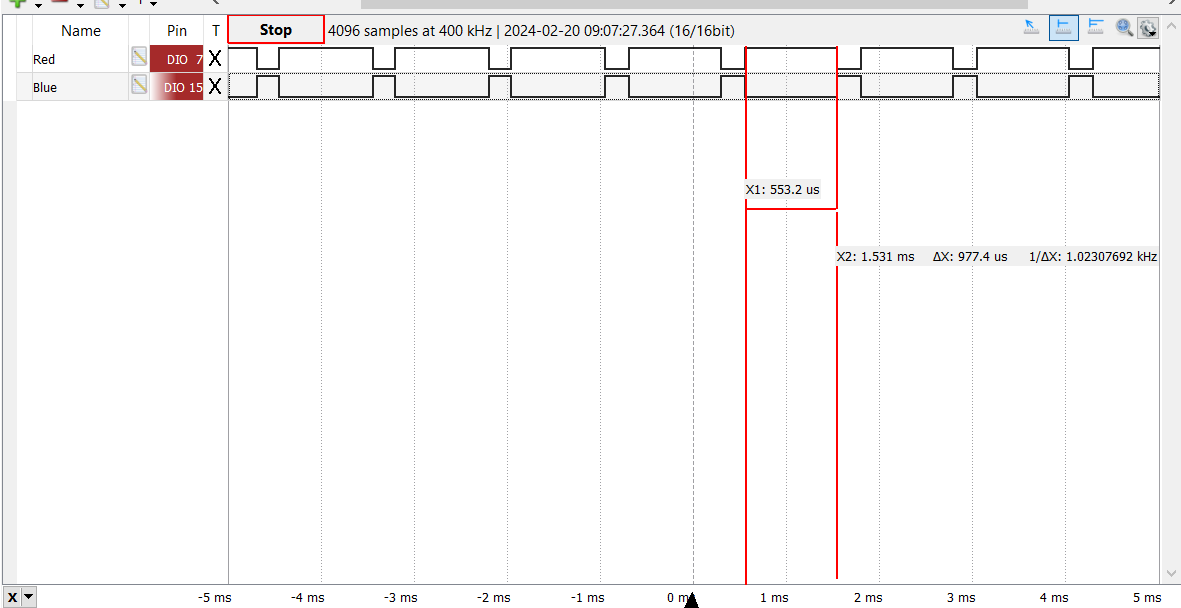 Name Pin T Stop 4096 samples at 400 kHz | 2024-02-20 09:07:27.364 (16/16bit)
Red DIO 7 X
Blue DIO 15 X
X1: 553.2 us
X2: 1.531 ms ΔX: 977.4 us 1/ΔX: 1.02307692 kHz
X -5 ms -4 ms -3 ms -2 ms -1 ms 0 ms 1 ms 2 ms 3 ms 4 ms 5 ms